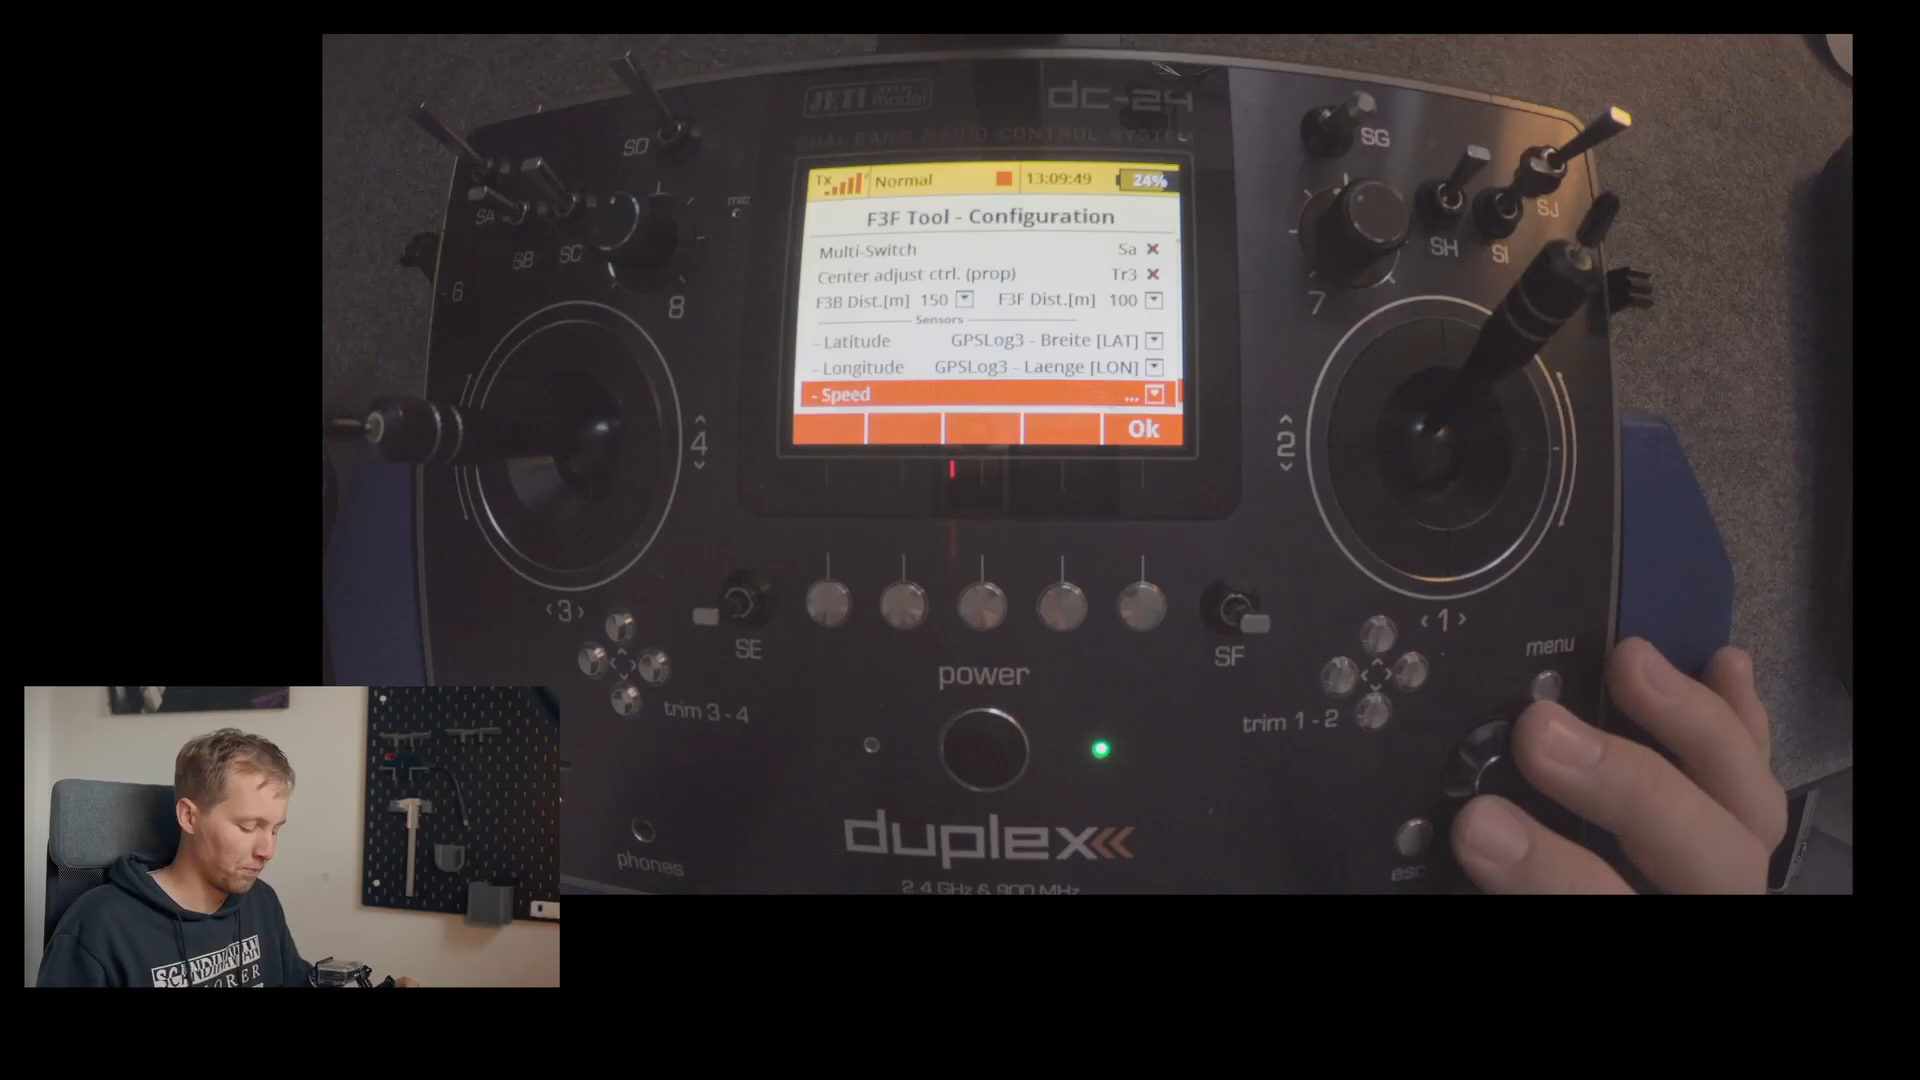 JETI model
dc-24
DUAL BAND RADIO CONTROL SYSTEM
SD
SG
SA
SB
SC
mic
SH
SI
SJ
6
8
7
Tx Normal 13:09:49 24%
F3F Tool - Configuration
Multi-Switch Sa
Center adjust ctrl. (prop) Tr3
F3B Dist.[m] 150 F3F Dist.[m] 100
Sensors
- Latitude GPSLog3 - Breite [LAT]
- Longitude GPSLog3 - Laenge [LON]
- Speed ...
Ok
4
2
3
1
SE
SF
menu
power
trim 3 - 4
trim 1 - 2
duplex
phones
esc
2.4 GHz & 900 MHz
SCANDINAVIAN